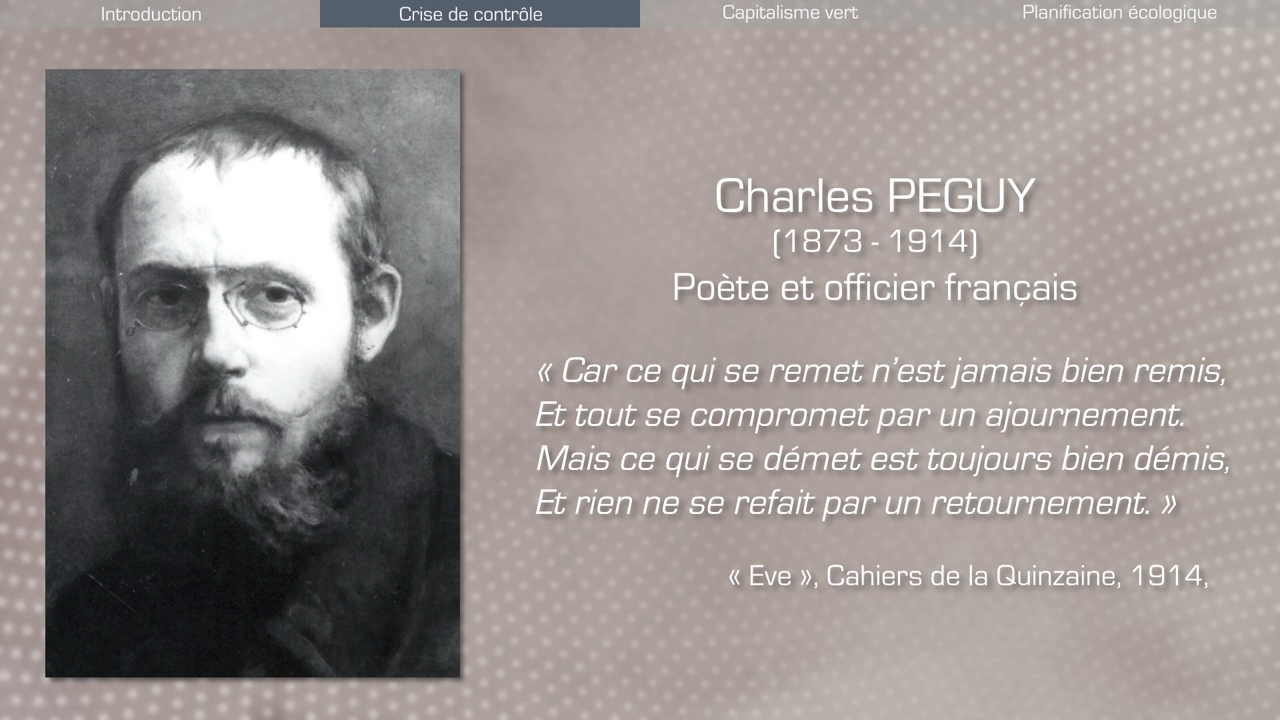 Introduction
Crise de contrôle
Capitalisme vert
Planification écologique
Charles PEGUY
(1873 - 1914)
Poète et officier français
« Car ce qui se remet n’est jamais bien remis,
Et tout se compromet par un ajournement.
Mais ce qui se démet est toujours bien démis,
Et rien ne se refait par un retournement. »
« Eve », Cahiers de la Quinzaine, 1914,